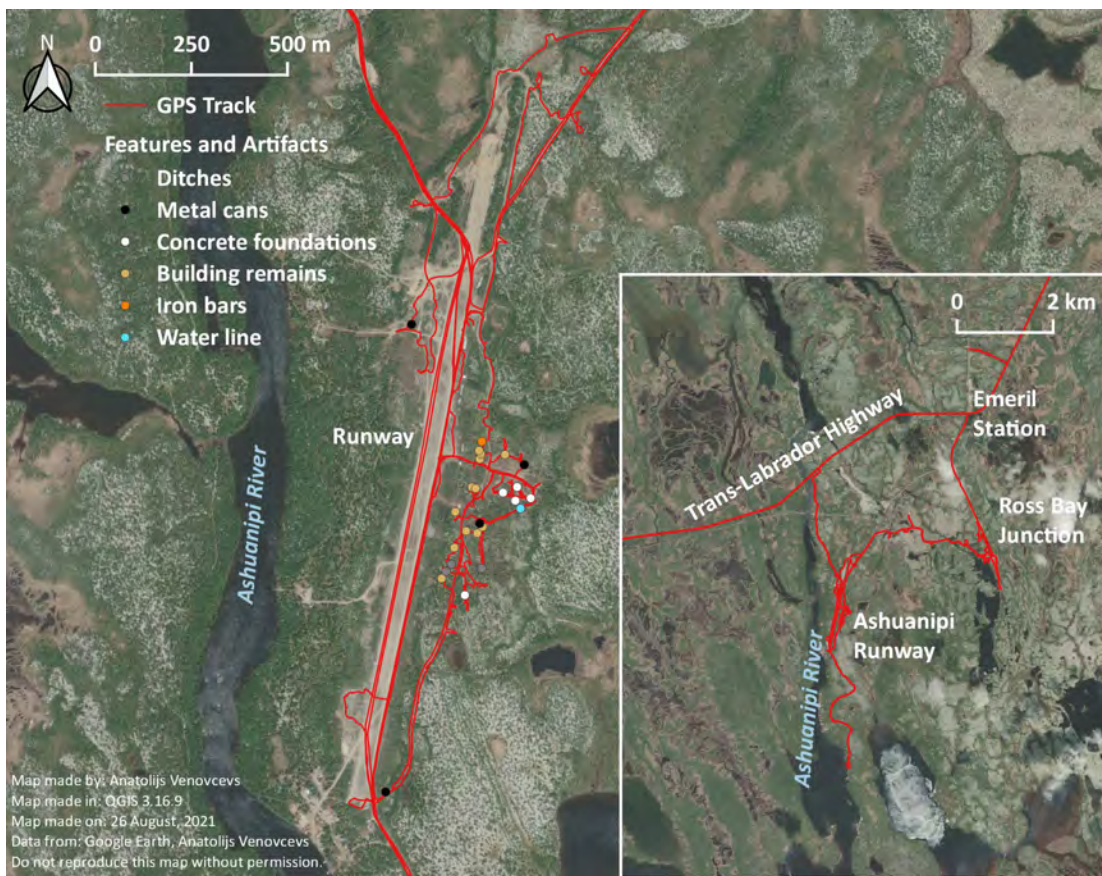 N
0 250 500 m
GPS Track
Features and Artifacts
Ditches
Metal cans
Concrete foundations
Building remains
Iron bars
Water line
Runway
Ashuanipi River
Map made by: Anatolijs Venovcevs
Map made in: QGIS 3.16.9
Map made on: 26 August, 2021
Data from: Google Earth, Anatolijs Venovcevs
Do not reproduce this map without permission.
0 2 km
Trans-Labrador Highway
Emeril
Station
Ross Bay
Junction
Ashuanipi
Runway
Ashuanipi River